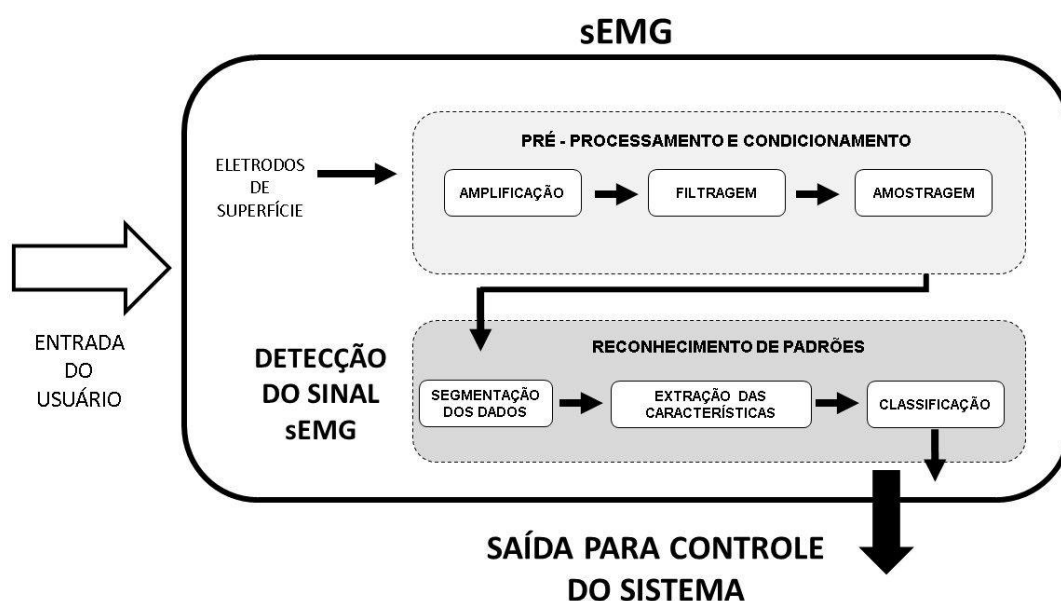 sEMG
PRÉ - PROCESSAMENTO E CONDICIONAMENTO
ELETRODOS
DE
SUPERFÍCIE
AMPLIFICAÇÃO
FILTRAGEM
AMOSTRAGEM
ENTRADA
DO
USUÁRIO
DETECÇÃO
DO SINAL
sEMG
RECONHECIMENTO DE PADRÕES
SEGMENTAÇÃO
DOS DADOS
EXTRAÇÃO DAS
CARACTERÍSTICAS
CLASSIFICAÇÃO
SAÍDA PARA CONTROLE
DO SISTEMA